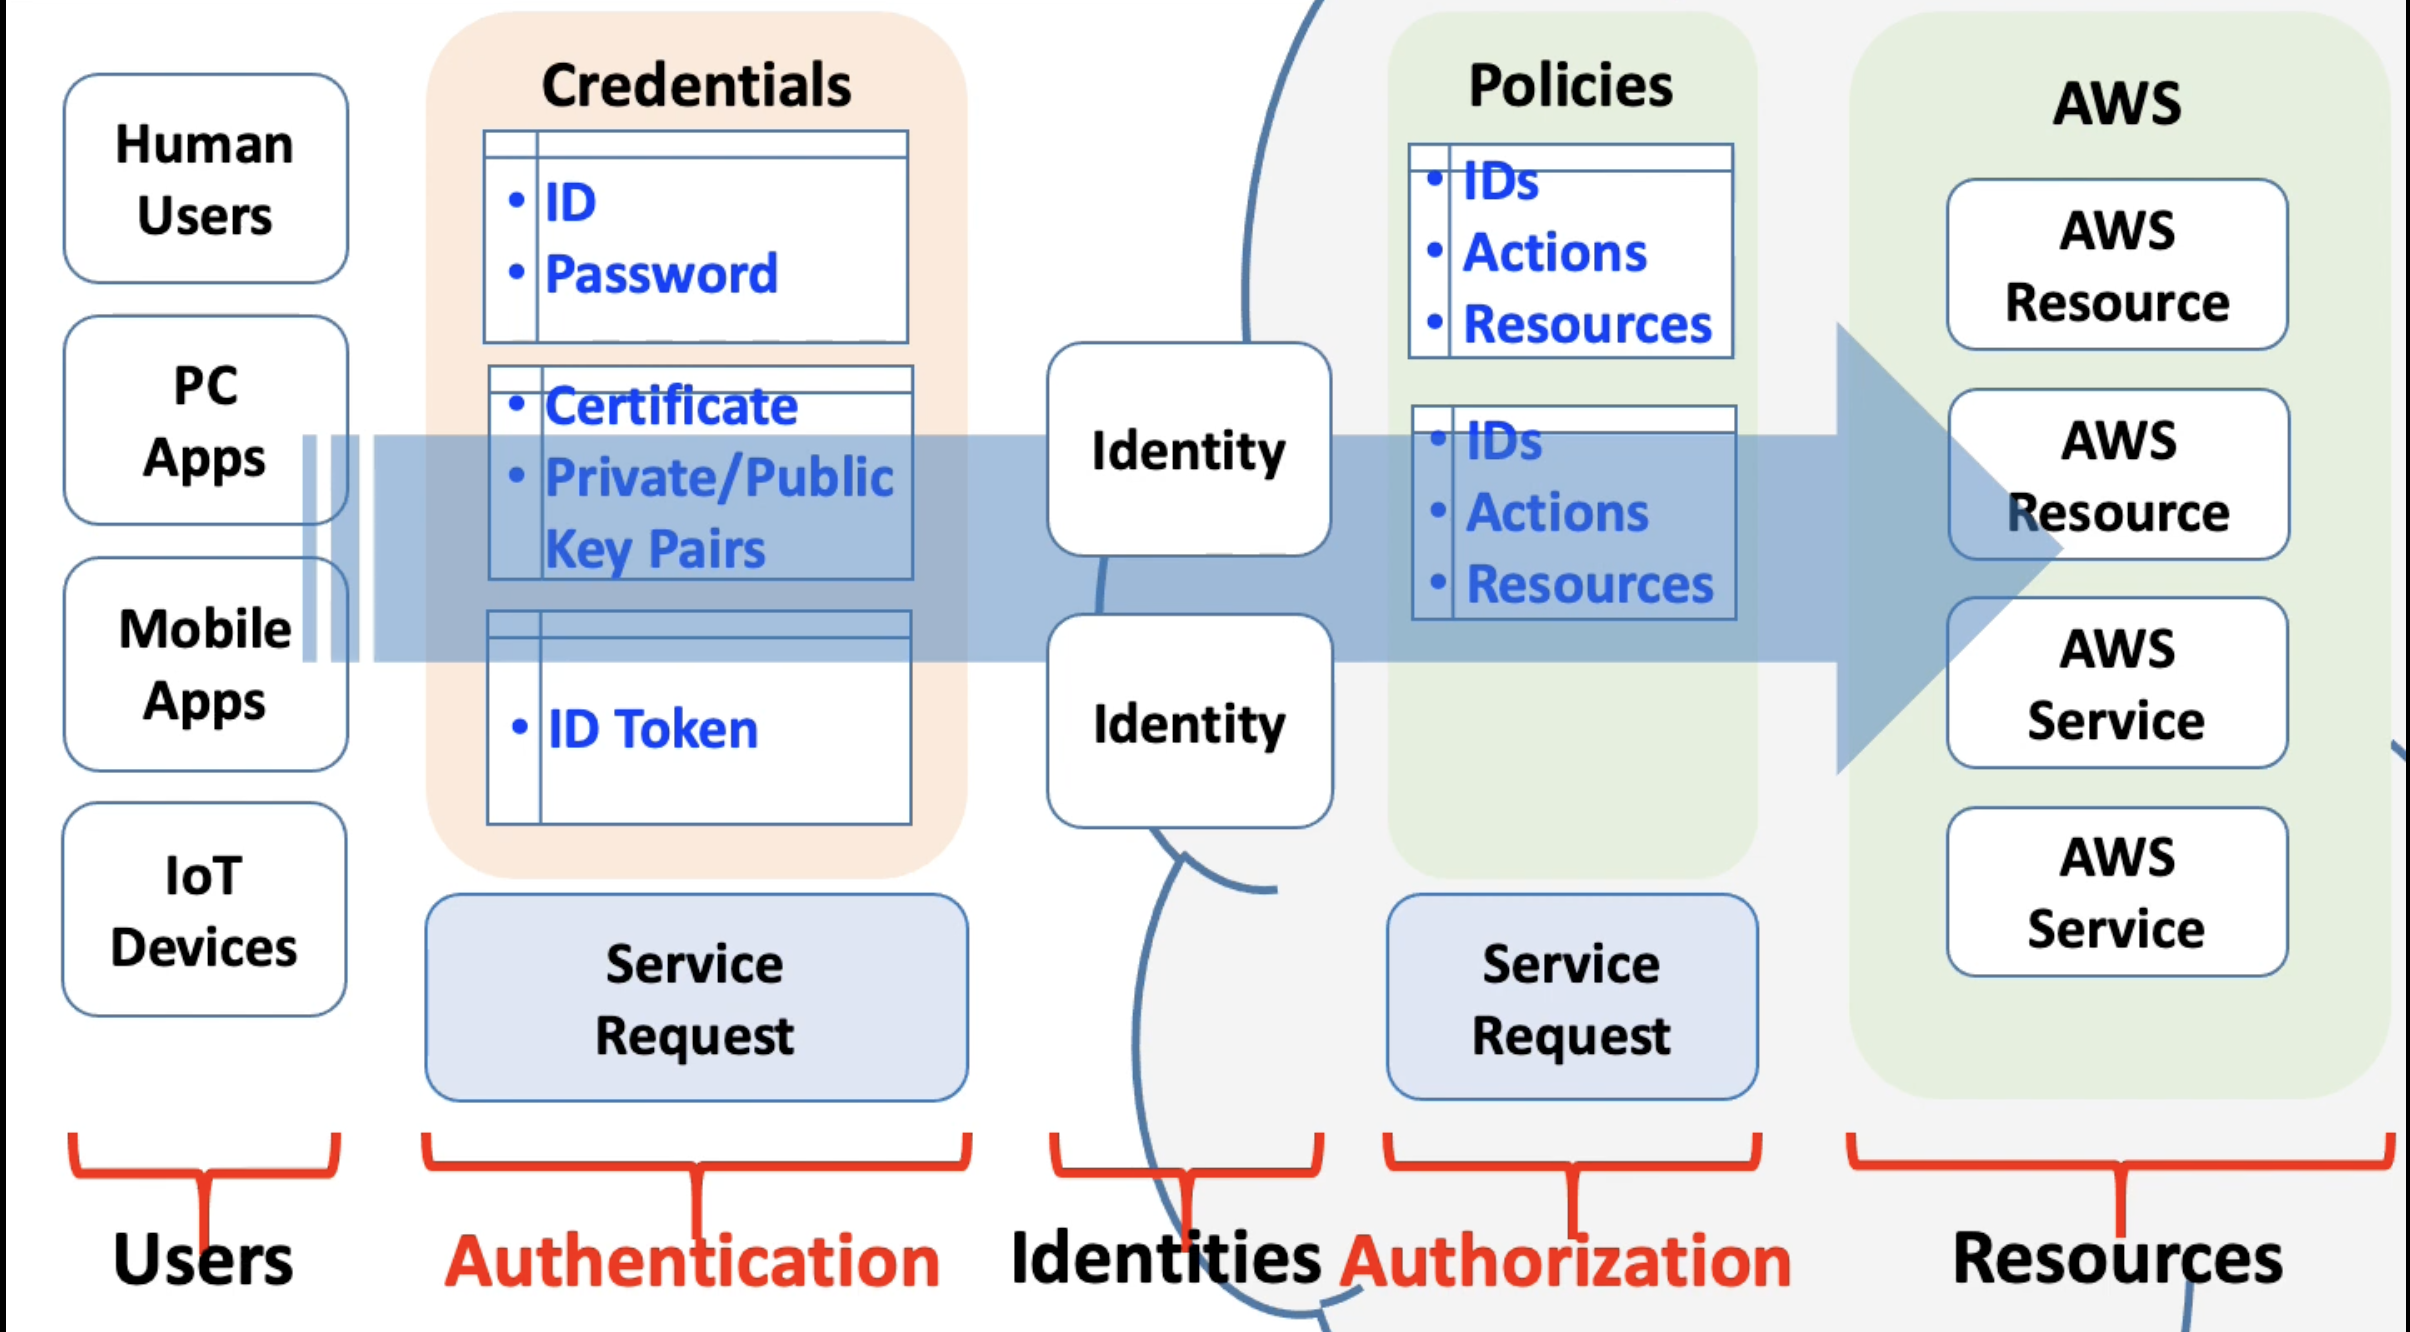 Human
Users
PC
Apps
Mobile
Apps
IoT
Devices
Credentials
• ID
• Password
• Certificate
• Private/Public
Key Pairs
• ID Token
Service
Request
Identity
Identity
Policies
• IDs
• Actions
• Resources
• IDs
• Actions
• Resources
Service
Request
AWS
AWS
Resource
AWS
Resource
AWS
Service
AWS
Service
Users
Authentication
Identities
Authorization
Resources